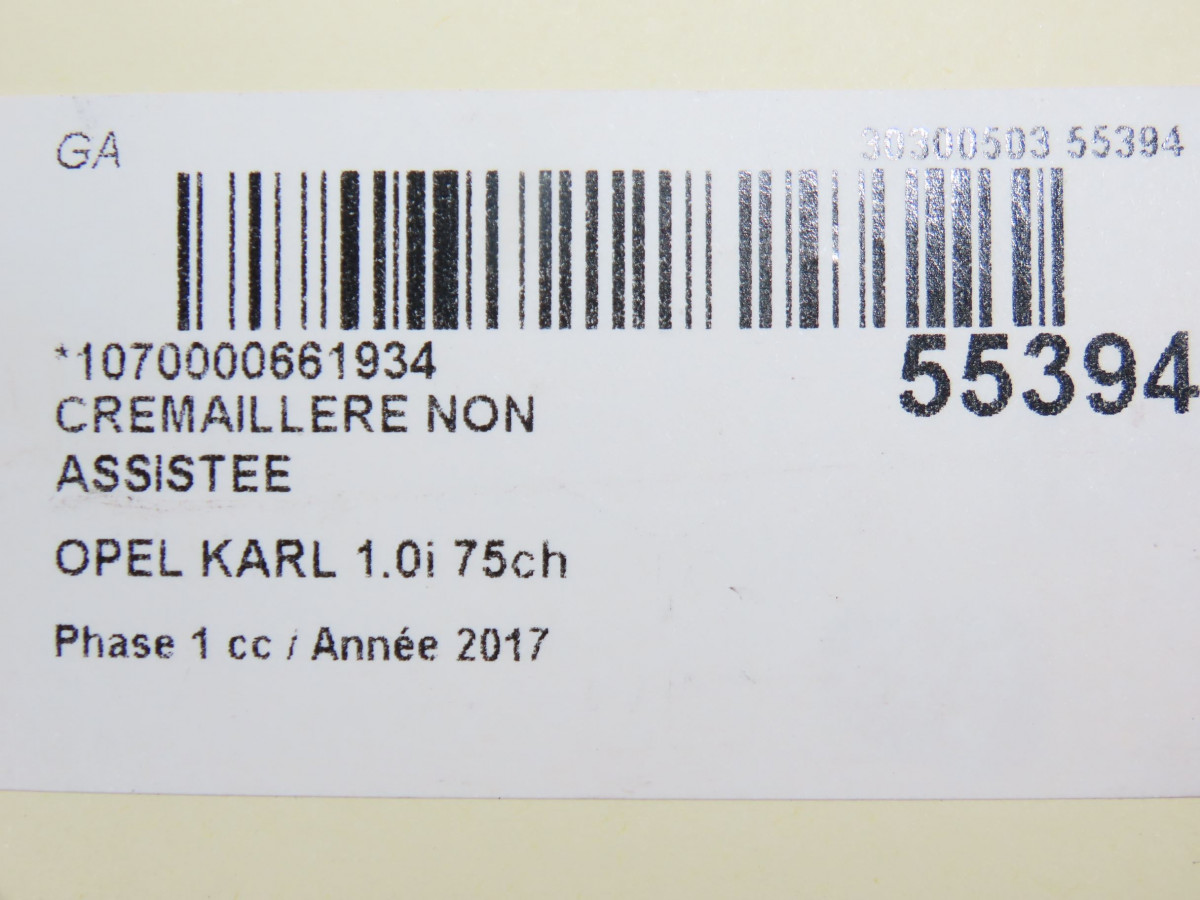 GA
30300503 55394
*1070000661934
55394
CREMAILLERE NON
ASSISTEE
OPEL KARL 1.0i 75ch
Phase 1 cc / Année 2017